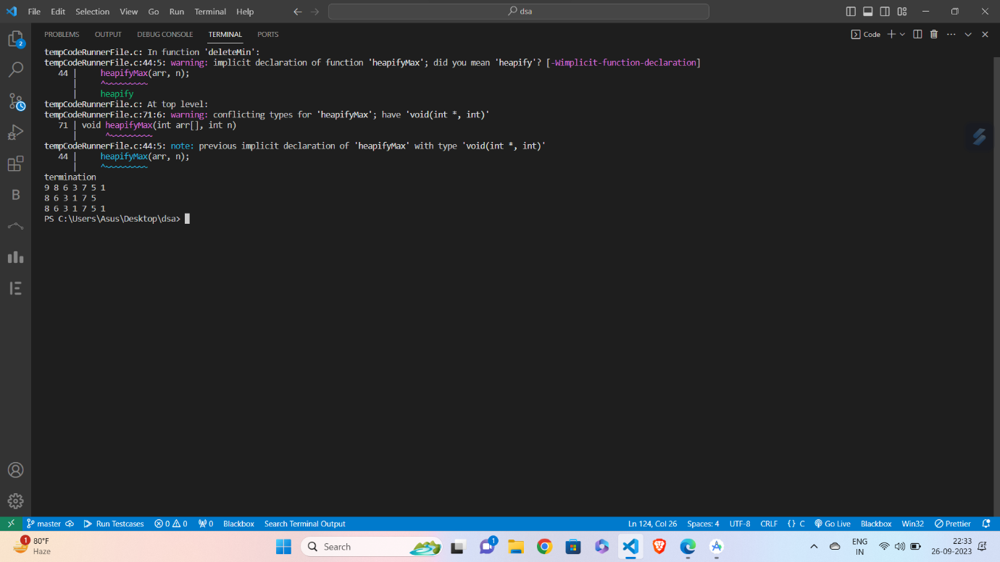 File Edit Selection View Go Run Terminal Help
dsa
PROBLEMS OUTPUT DEBUG CONSOLE TERMINAL PORTS
Code
2
tempCodeRunnerFile.c: In function 'deleteMin':
tempCodeRunnerFile.c:44:5: warning: implicit declaration of function 'heapifyMax'; did you mean 'heapify'? [-Wimplicit-function-declaration]
44 | heapifyMax(arr, n);
| ^~~~~~~~~~
| heapify
tempCodeRunnerFile.c: At top level:
tempCodeRunnerFile.c:71:6: warning: conflicting types for 'heapifyMax'; have 'void(int *, int)'
71 | void heapifyMax(int arr[], int n)
| ^~~~~~~~~~
tempCodeRunnerFile.c:44:5: note: previous implicit declaration of 'heapifyMax' with type 'void(int *, int)'
44 | heapifyMax(arr, n);
| ^~~~~~~~~~
termination
9 8 6 3 7 5 1
8 6 3 1 7 5
8 6 3 1 7 5 1
PS C:\Users\Asus\Desktop\dsa>
B
master Run Testcases 0 0 0 Blackbox Search Terminal Output Ln 124, Col 26 Spaces: 4 UTF-8 CRLF {} C Go Live Blackbox Win32 Prettier
1 80°F
Haze
Search
1
ENG
IN
22:33
26-09-2023